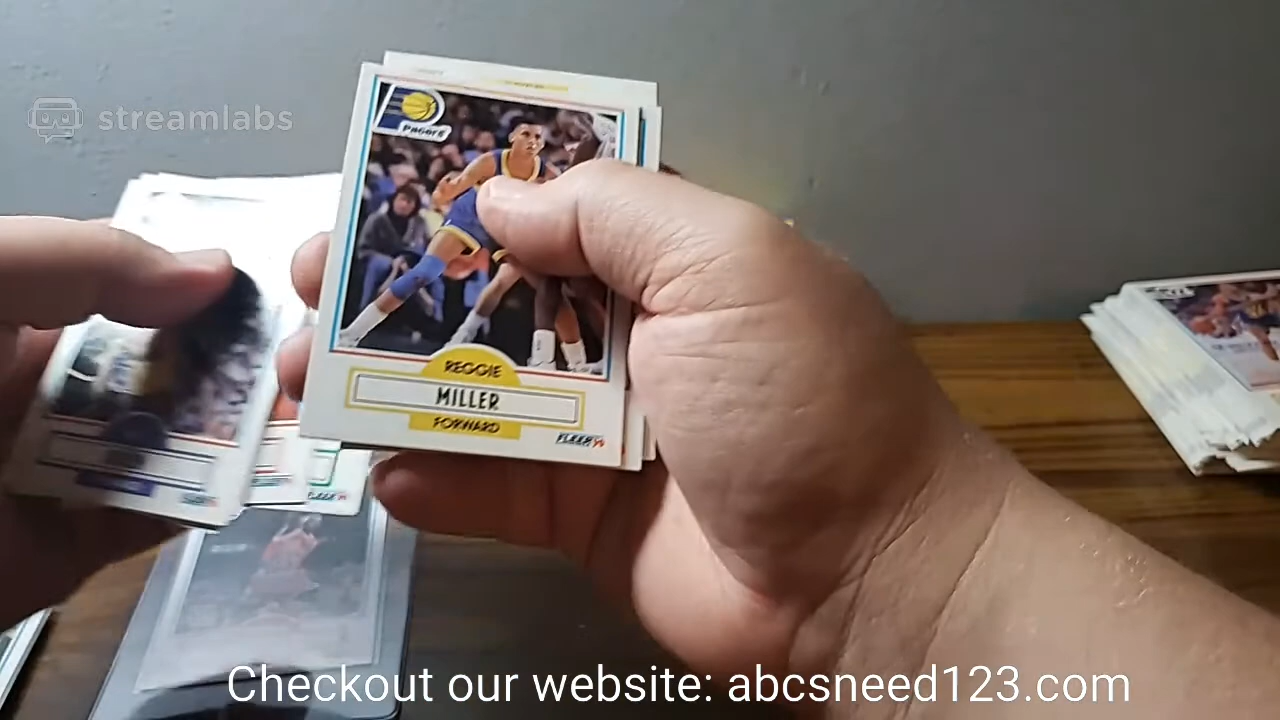 streamlabs
PACERS
REGGIE
MILLER
FORWARD
FLEER '90
Checkout our website: abcsneed123.com